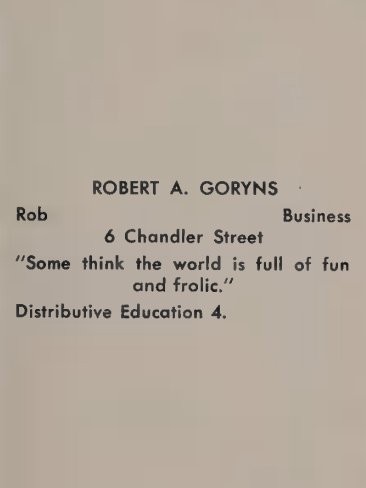 ROBERT A. GORYNS
Rob Business
6 Chandler Street
"Some think the world is full of fun
and frolic."
Distributive Education 4.